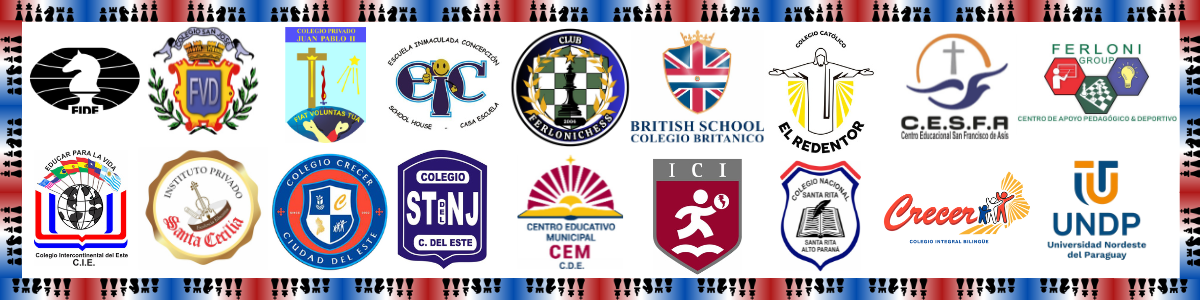 FIDE
COLEGIO SAN JOSÉ
FVD
COLEGIO PRIVADO
JUAN PABLO II
FIAT VOLUNTAS TUA
ESCUELA INMACULADA CONCEPCIÓN
eic
SCHOOL HOUSE - CASA ESCUELA
CLUB
2004
FERLONICHESS
BRITISH SCHOOL
COLEGIO BRITANICO
COLEGIO CATÓLICO
EL REDENTOR
C.E.S.F.A
Centro Educacional San Francisco de Asis
FERLONI
GROUP
CENTRO DE APOYO PEDAGÓGICO & DEPORTIVO
EDUCAR PARA LA VIDA
Colegio Intercontinental del Este
C.I.E.
INSTITUTO PRIVADO
Santa Cecilia
COLEGIO CRECER
C
CIUDAD DEL ESTE
COLEGIO
ST NJ
C. DEL ESTE
CENTRO EDUCATIVO
MUNICIPAL
CEM
C.D.E.
ICI
COLEGIO NACIONAL
SANTA RITA
SANTA RITA
ALTO PARANÁ
Crecer
COLEGIO INTEGRAL BILINGÜE
UNDP
Universidad Nordeste
del Paraguay